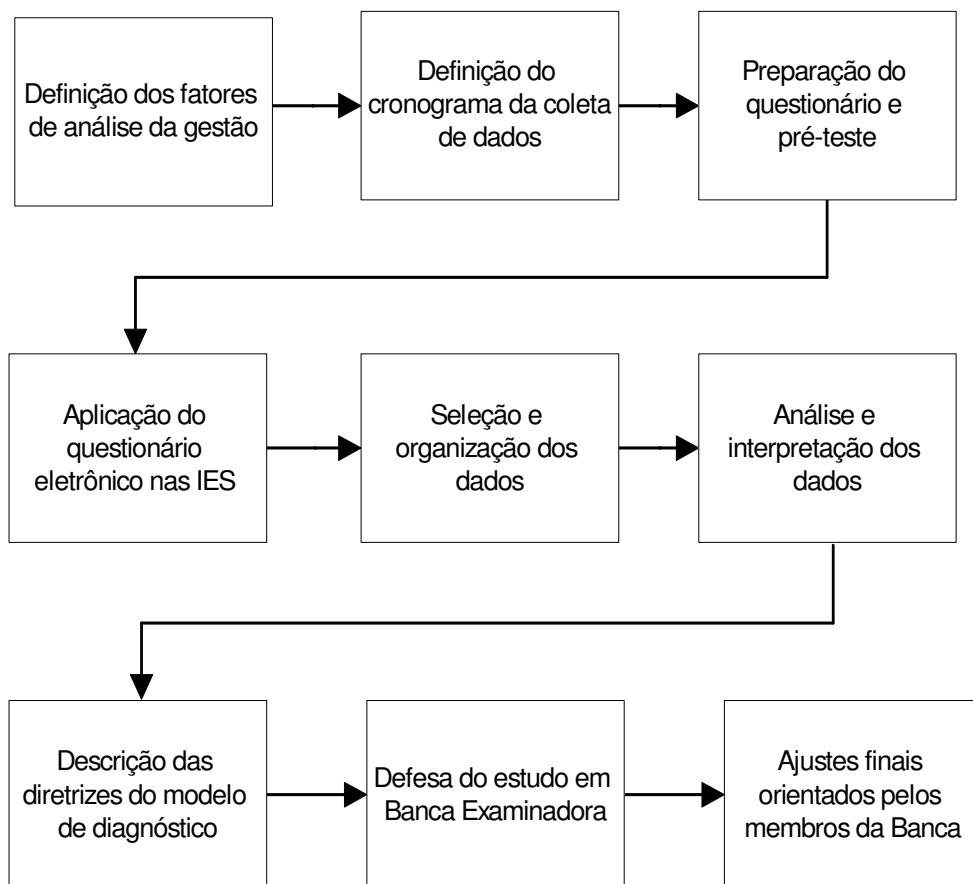 Definição dos fatores
de análise da gestão
Definição do
cronograma da coleta
de dados
Preparação do
questionário e
pré-teste
Aplicação do
questionário
eletrônico nas IES
Seleção e
organização dos
dados
Análise e
interpretação dos
dados
Descrição das
diretrizes do modelo
de diagnóstico
Defesa do estudo em
Banca Examinadora
Ajustes finais
orientados pelos
membros da Banca